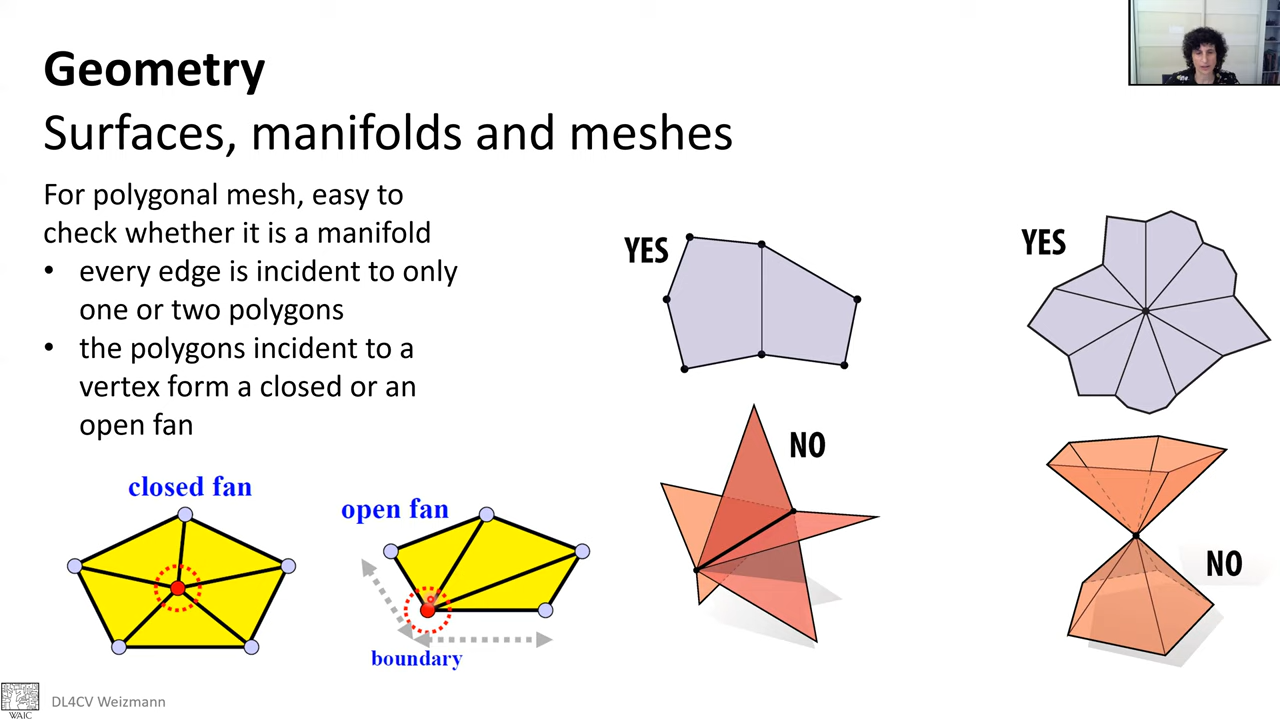 Geometry
Surfaces, manifolds and meshes
For polygonal mesh, easy to
check whether it is a manifold
• every edge is incident to only
one or two polygons
• the polygons incident to a
vertex form a closed or an
open fan
closed fan
open fan
boundary
YES
YES
NO
NO
WAIC
DL4CV Weizmann